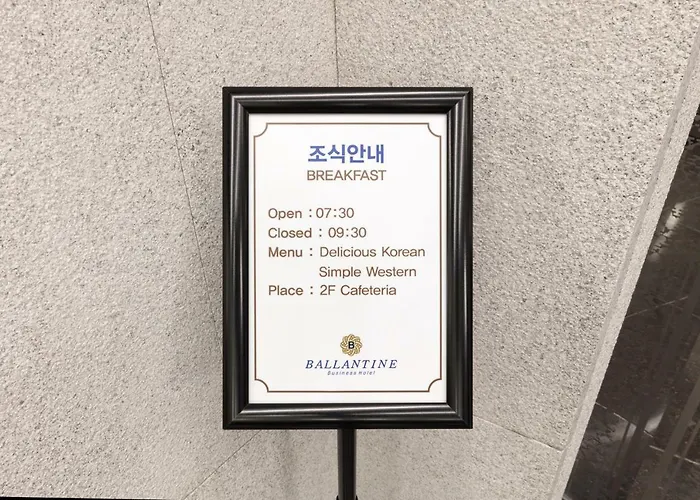 조식안내
BREAKFAST
Open : 07:30
Closed : 09:30
Menu : Delicious Korean
Simple Western
Place : 2F Cafeteria
B
BALLANTINE
Business Hotel